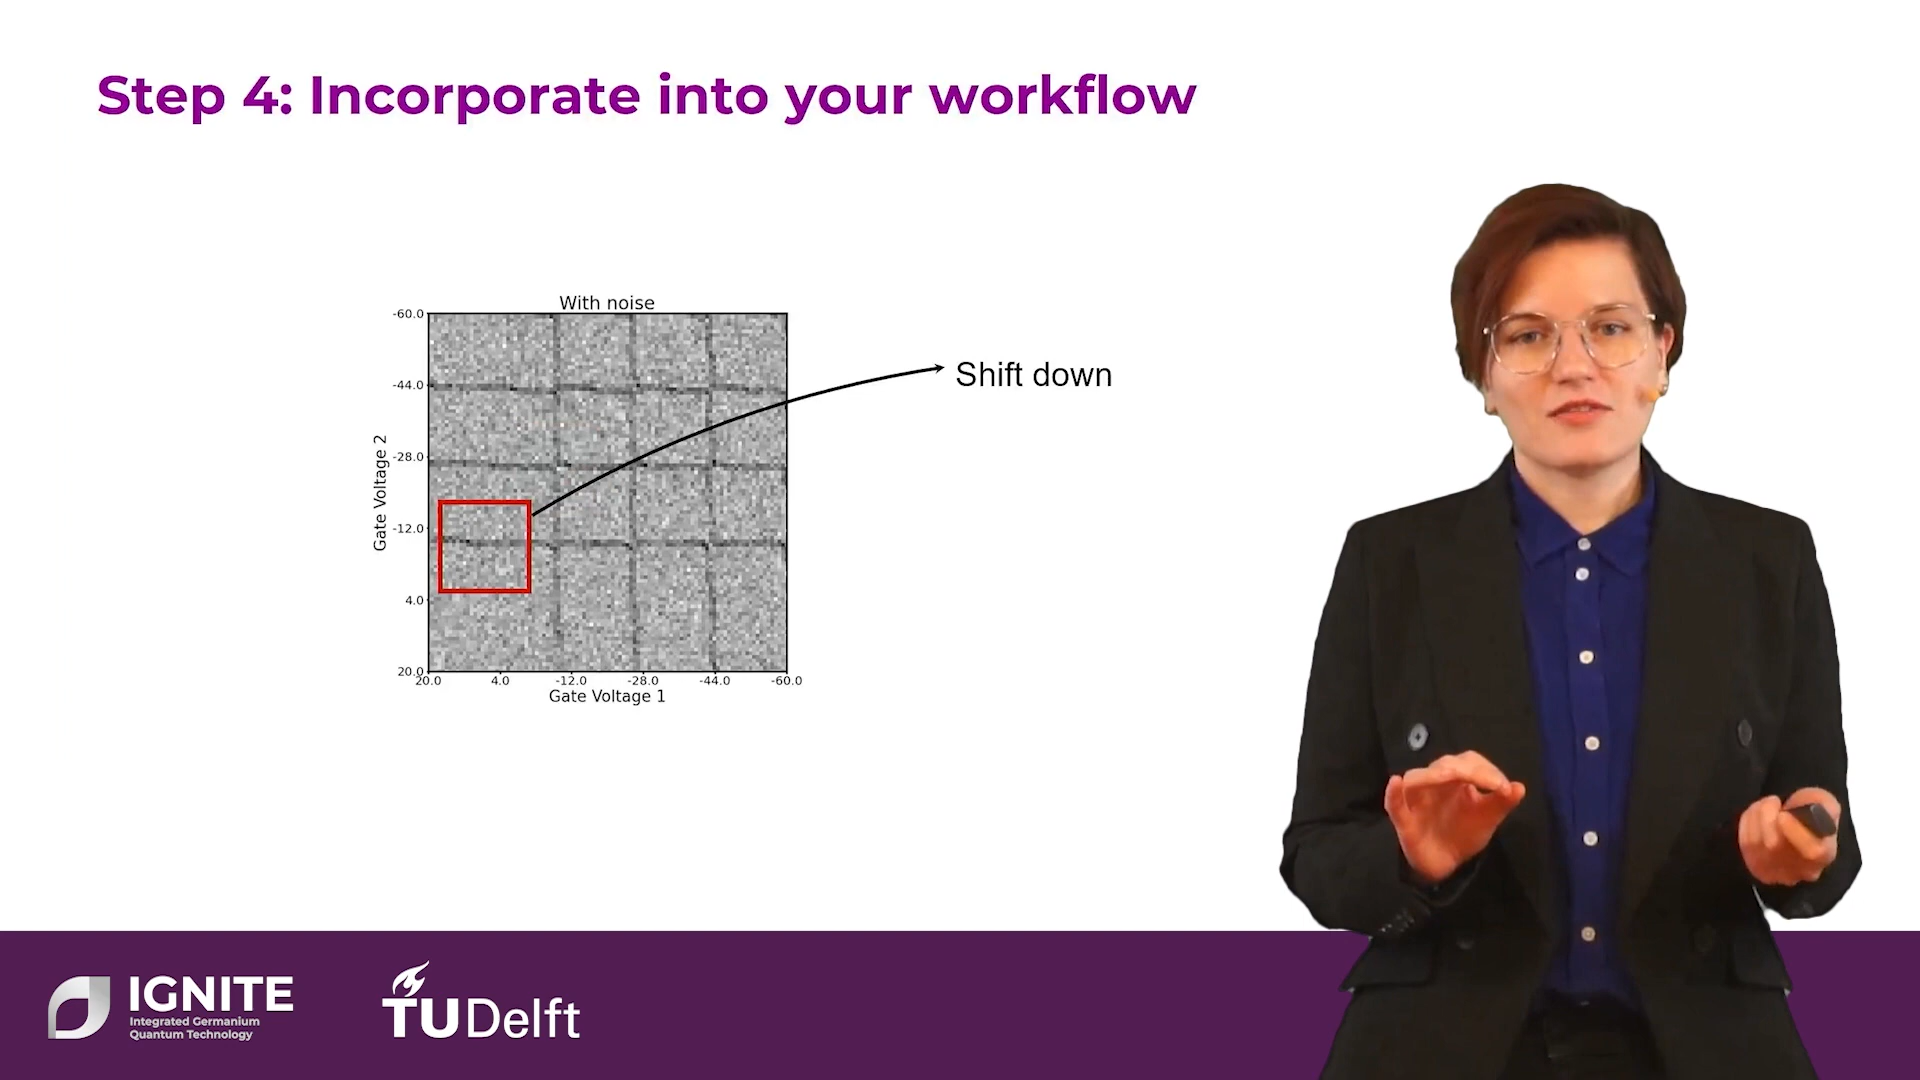 Step 4: Incorporate into your workflow
With noise
-60.0
-44.0
-28.0
-12.0
4.0
20.0
Gate Voltage 2
20.0 4.0 -12.0 -28.0 -44.0 -60.0
Gate Voltage 1
Shift down
IGNITE
Integrated Germanium
Quantum Technology
TU Delft